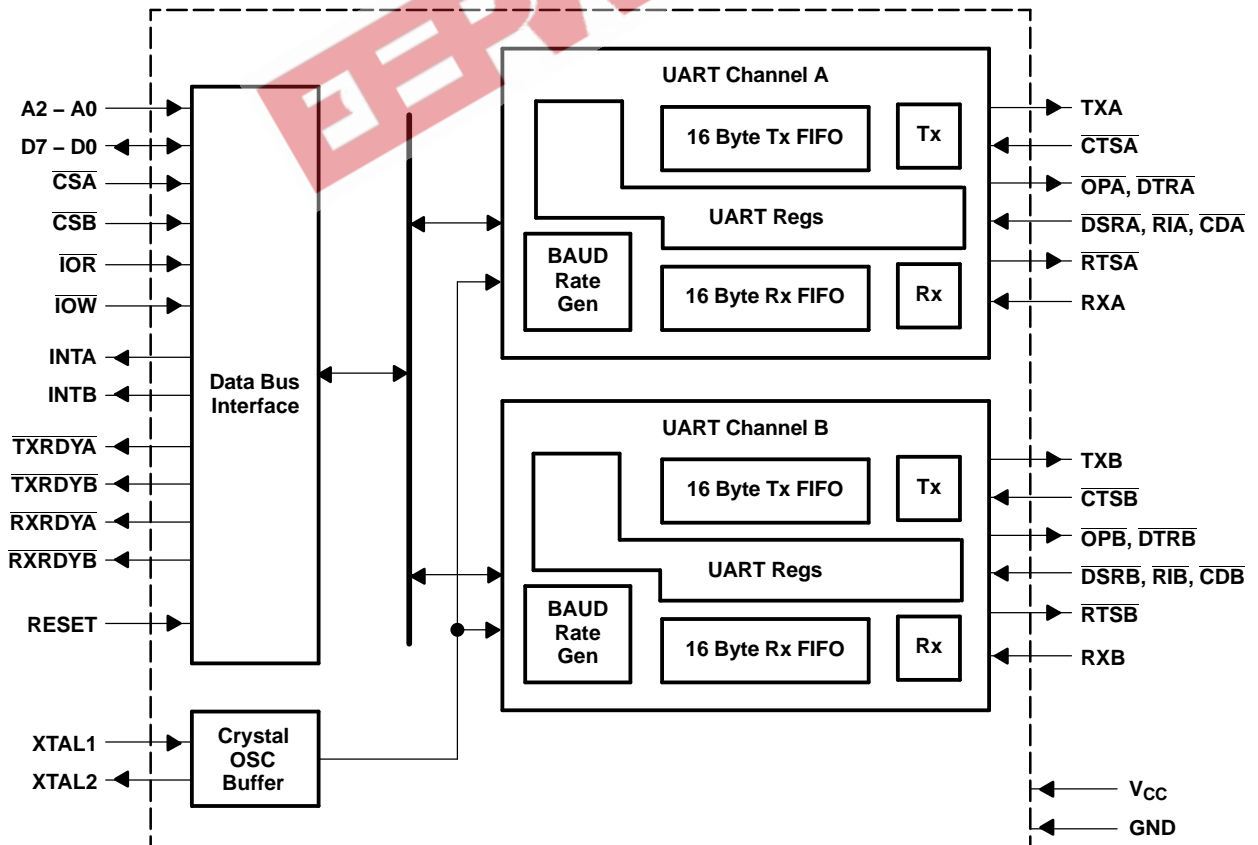 UART Channel A
A2 – A0
D7 – D0
CSA
CSB
IOR
IOW
INTA
INTB
TXRDYA
TXRDYB
RXRDYA
RXRDYB
RESET
XTAL1
XTAL2
Data Bus
Interface
Crystal
OSC
Buffer
16 Byte Tx FIFO
Tx
UART Regs
BAUD
Rate
Gen
16 Byte Rx FIFO
Rx
TXA
CTSA
OPA, DTRA
DSRA, RIA, CDA
RTSA
RXA
UART Channel B
16 Byte Tx FIFO
Tx
UART Regs
BAUD
Rate
Gen
16 Byte Rx FIFO
Rx
TXB
CTSB
OPB, DTRB
DSRB, RIB, CDB
RTSB
RXB
VCC
GND